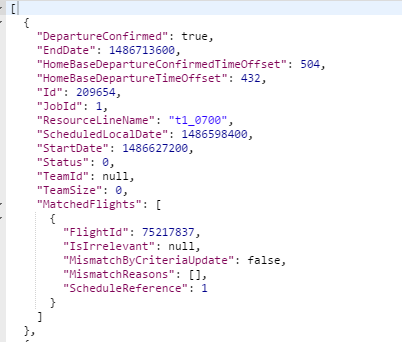 [
{
"DepartureConfirmed": true,
"EndDate": 1486713600,
"HomeBaseDepartureConfirmedTimeOffset": 504,
"HomeBaseDepartureTimeOffset": 432,
"Id": 209654,
"JobId": 1,
"ResourceLineName": "t1_0700",
"ScheduledLocalDate": 1486598400,
"StartDate": 1486627200,
"Status": 0,
"TeamId": null,
"TeamSize": 0,
"MatchedFlights": [
{
"FlightId": 75217837,
"IsIrrelevant": null,
"MismatchByCriteriaUpdate": false,
"MismatchReasons": [],
"ScheduleReference": 1
}
]
},